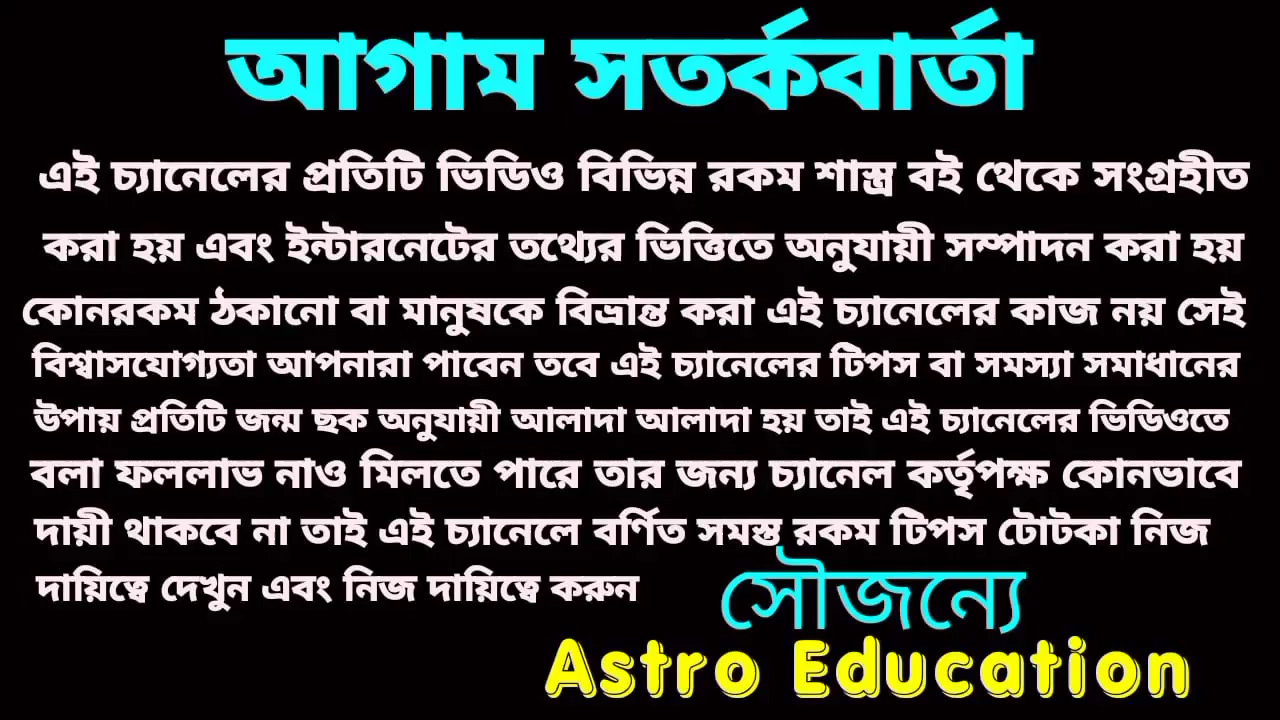 আগাম সতর্কবার্তা
এই চ্যানেলের প্রতিটি ভিডিও বিভিন্ন রকম শাস্ত্র বই থেকে সংগ্রহীত
করা হয় এবং ইন্টারনেটের তথ্যের ভিত্তিতে অনুযায়ী সম্পাদন করা হয়
কোনরকম ঠকানো বা মানুষকে বিভ্রান্ত করা এই চ্যানেলের কাজ নয় সেই
বিশ্বাসযোগ্যতা আপনারা পাবেন তবে এই চ্যানেলের টিপস বা সমস্যা সমাধানের
উপায় প্রতিটি জন্ম ছক অনুযায়ী আলাদা আলাদা হয় তাই এই চ্যানেলের ভিডিওতে
বলা ফললাভ নাও মিলতে পারে তার জন্য চ্যানেল কর্তৃপক্ষ কোনভাবে
দায়ী থাকবে না তাই এই চ্যানেলে বর্ণিত সমস্ত রকম টিপস টোটকা নিজ
দায়িত্বে দেখুন এবং নিজ দায়িত্বে করুন
সৌজন্যে
Astro Education